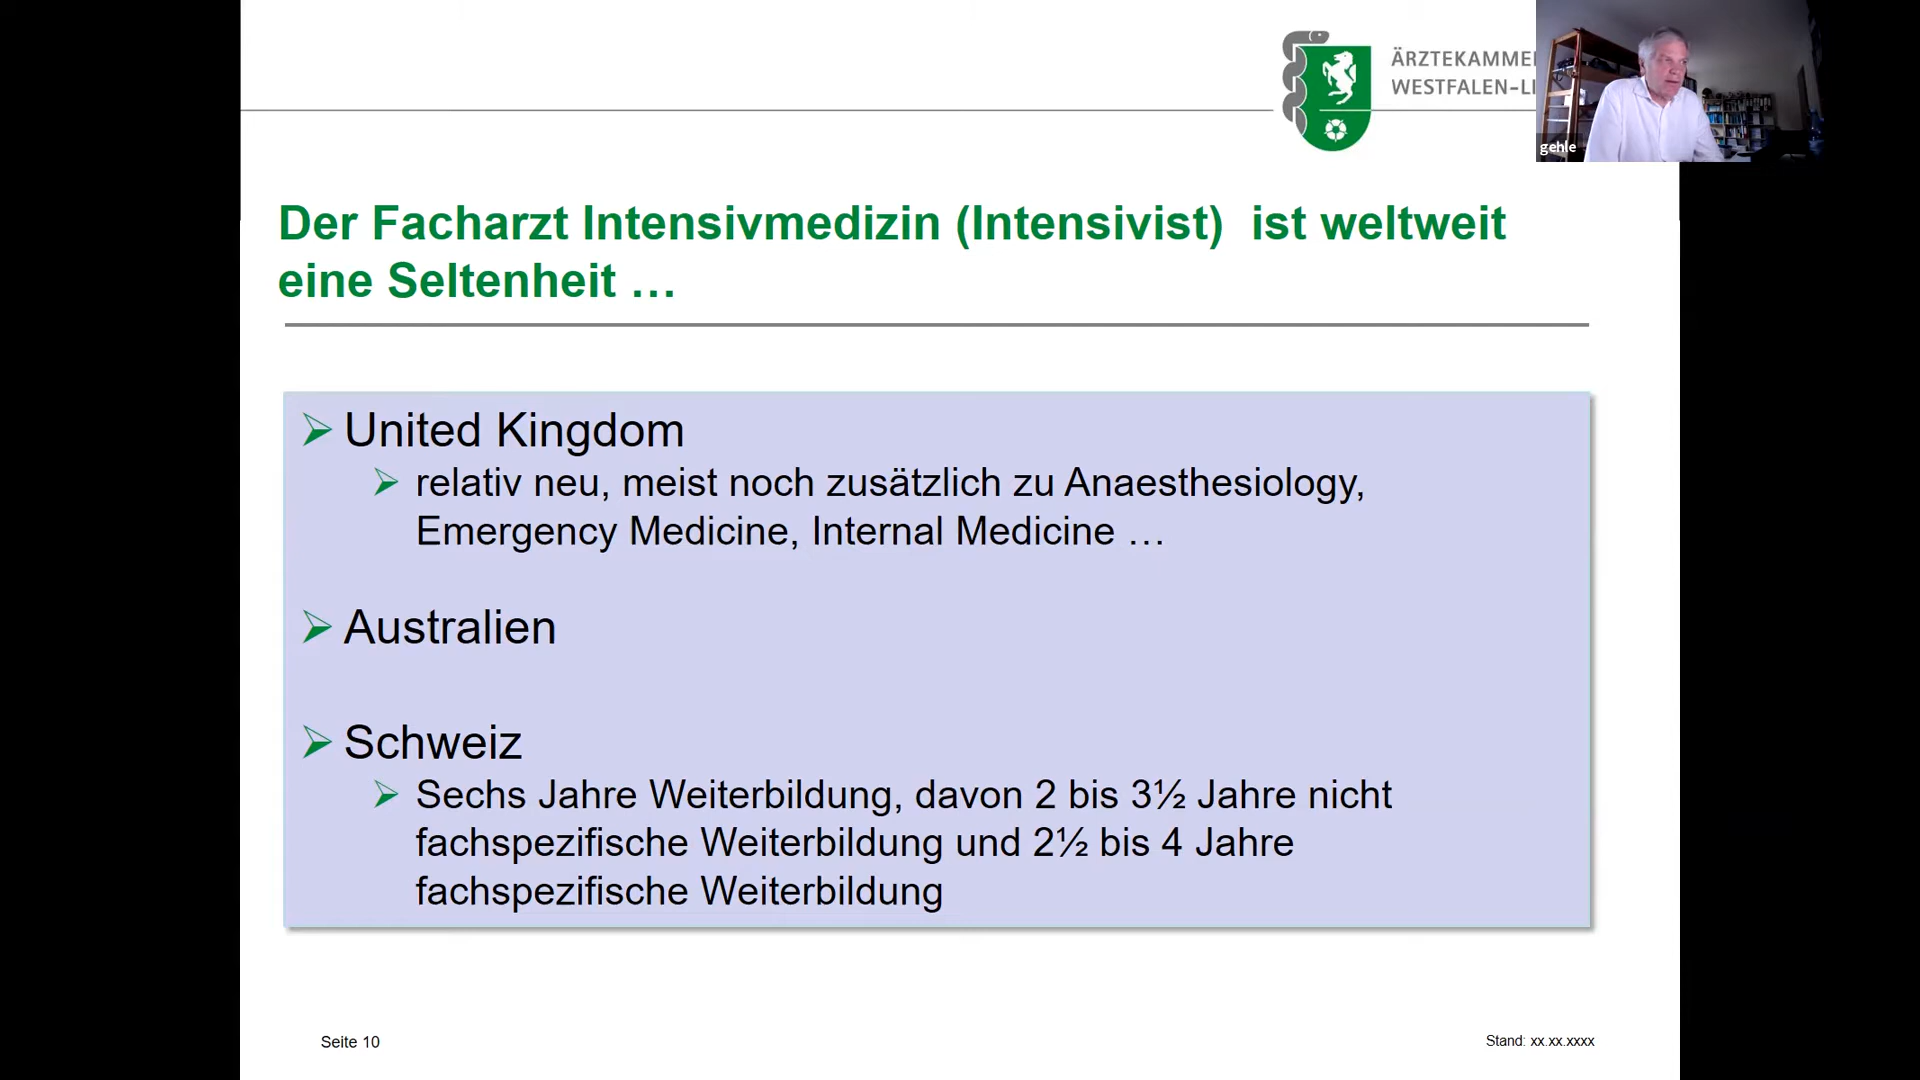 ÄRZTEKAMMER
WESTFALEN-LI
gehle
Der Facharzt Intensivmedizin (Intensivist) ist weltweit
eine Seltenheit …
United Kingdom
relativ neu, meist noch zusätzlich zu Anaesthesiology,
Emergency Medicine, Internal Medicine …
Australien
Schweiz
Sechs Jahre Weiterbildung, davon 2 bis 3½ Jahre nicht
fachspezifische Weiterbildung und 2½ bis 4 Jahre
fachspezifische Weiterbildung
Seite 10
Stand: xx.xx.xxxx